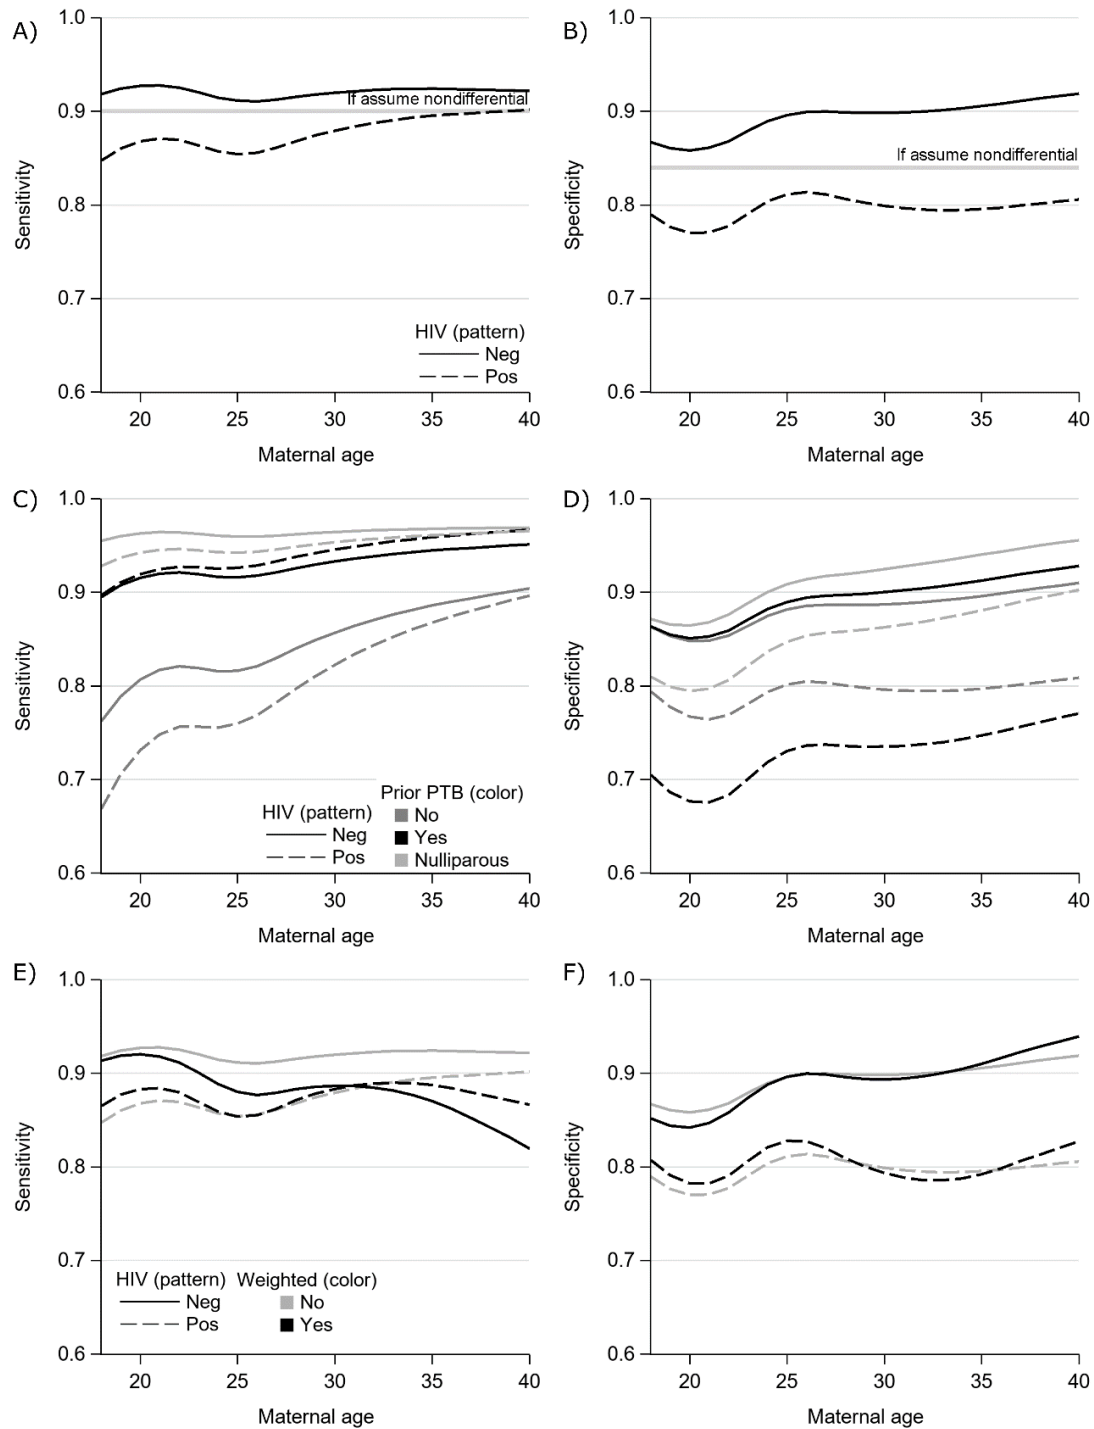 A)
1.0
0.9
0.8
0.7
0.6
Sensitivity
If assume nondifferential
HIV (pattern)
Neg
Pos
20 25 30 35 40
Maternal age
B)
1.0
0.9
0.8
0.7
0.6
Specificity
If assume nondifferential
20 25 30 35 40
Maternal age
C)
1.0
0.9
0.8
0.7
0.6
Sensitivity
HIV (pattern)
Neg
Pos
Prior PTB (color)
No
Yes
Nulliparous
20 25 30 35 40
Maternal age
D)
1.0
0.9
0.8
0.7
0.6
Specificity
20 25 30 35 40
Maternal age
E)
1.0
0.9
0.8
0.7
0.6
Sensitivity
HIV (pattern)
Neg
Pos
Weighted (color)
No
Yes
20 25 30 35 40
Maternal age
F)
1.0
0.9
0.8
0.7
0.6
Specificity
20 25 30 35 40
Maternal age